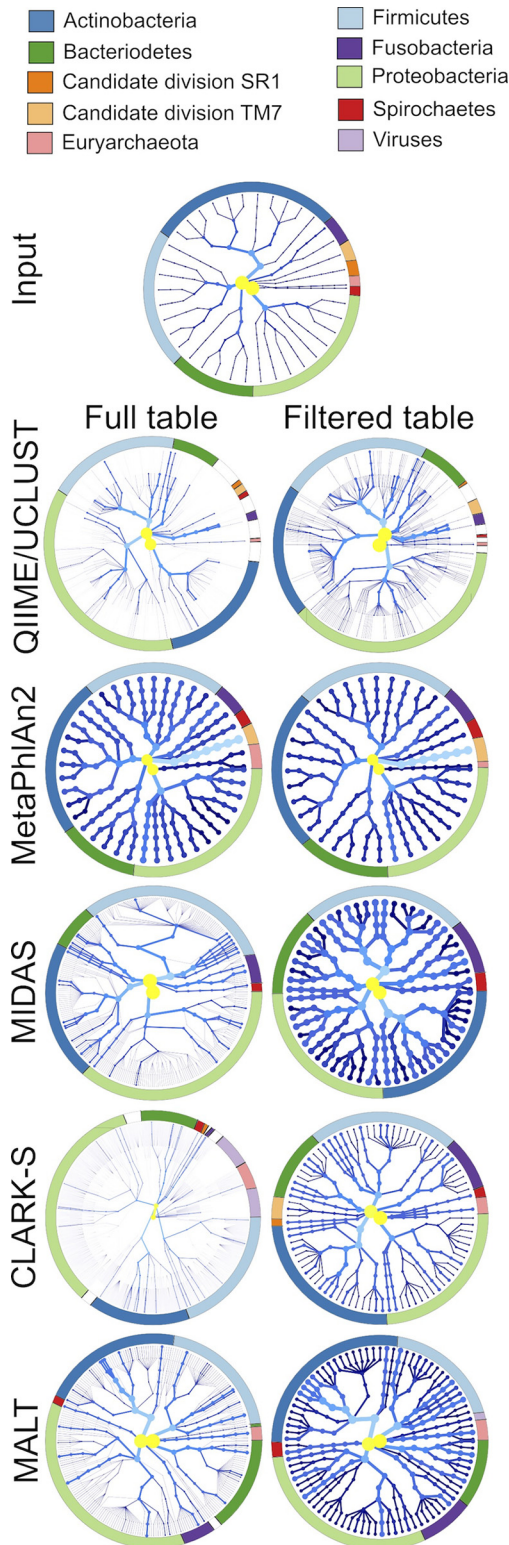 Actinobacteria
Bacteriodetes
Candidate division SR1
Candidate division TM7
Euryarchaeota
Firmicutes
Fusobacteria
Proteobacteria
Spirochaetes
Viruses
Input
Full table
Filtered table
QIIME/UCLUST
MetaPhlAn2
MIDAS
CLARK-S
MALT